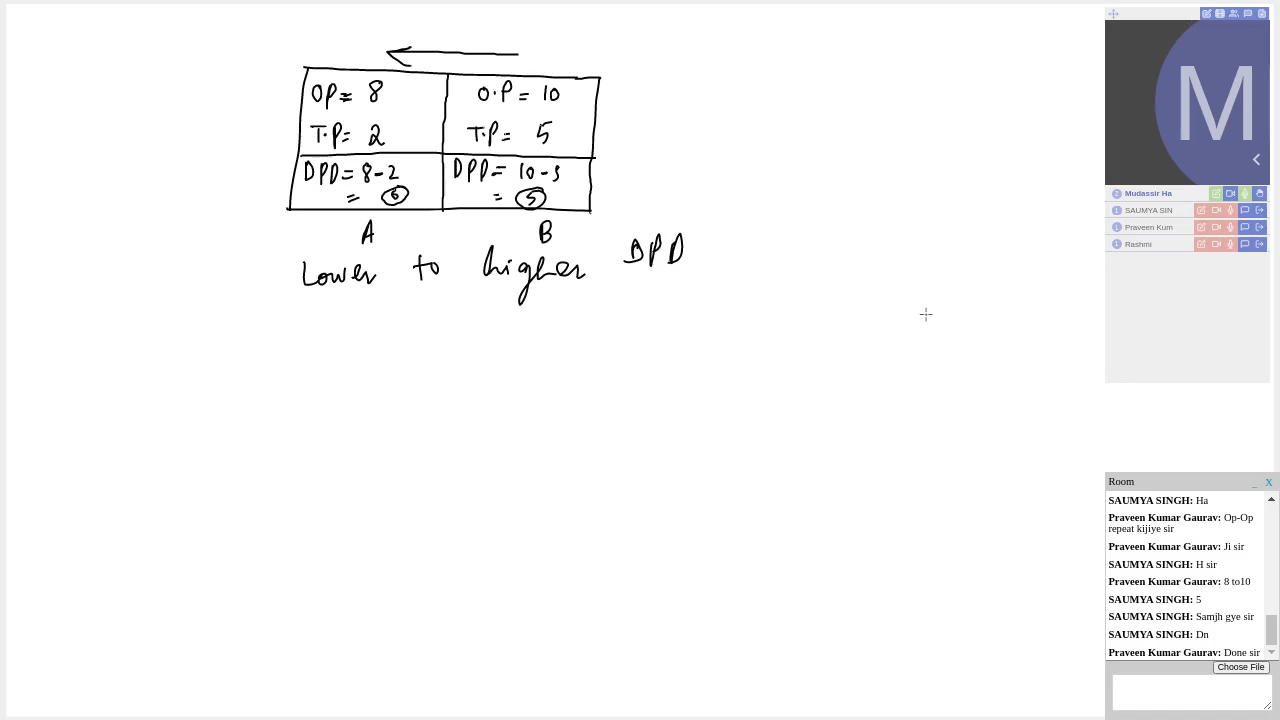 OP = 8
O.P = 10
T.P = 2
T.P = 5
DPD = 8-2
= 6
DPD = 10-5
= 5
A
B
Lower to higher DPD
M
Mudassir Ha
SAUMYA SIN
Praveen Kum
Rashmi
Room
_ X
SAUMYA SINGH: Ha
Praveen Kumar Gaurav: Op-Op
repeat kijiye sir
Praveen Kumar Gaurav: Ji sir
SAUMYA SINGH: H sir
Praveen Kumar Gaurav: 8 to10
SAUMYA SINGH: 5
SAUMYA SINGH: Samjh gye sir
SAUMYA SINGH: Dn
Praveen Kumar Gaurav: Done sir
Choose File